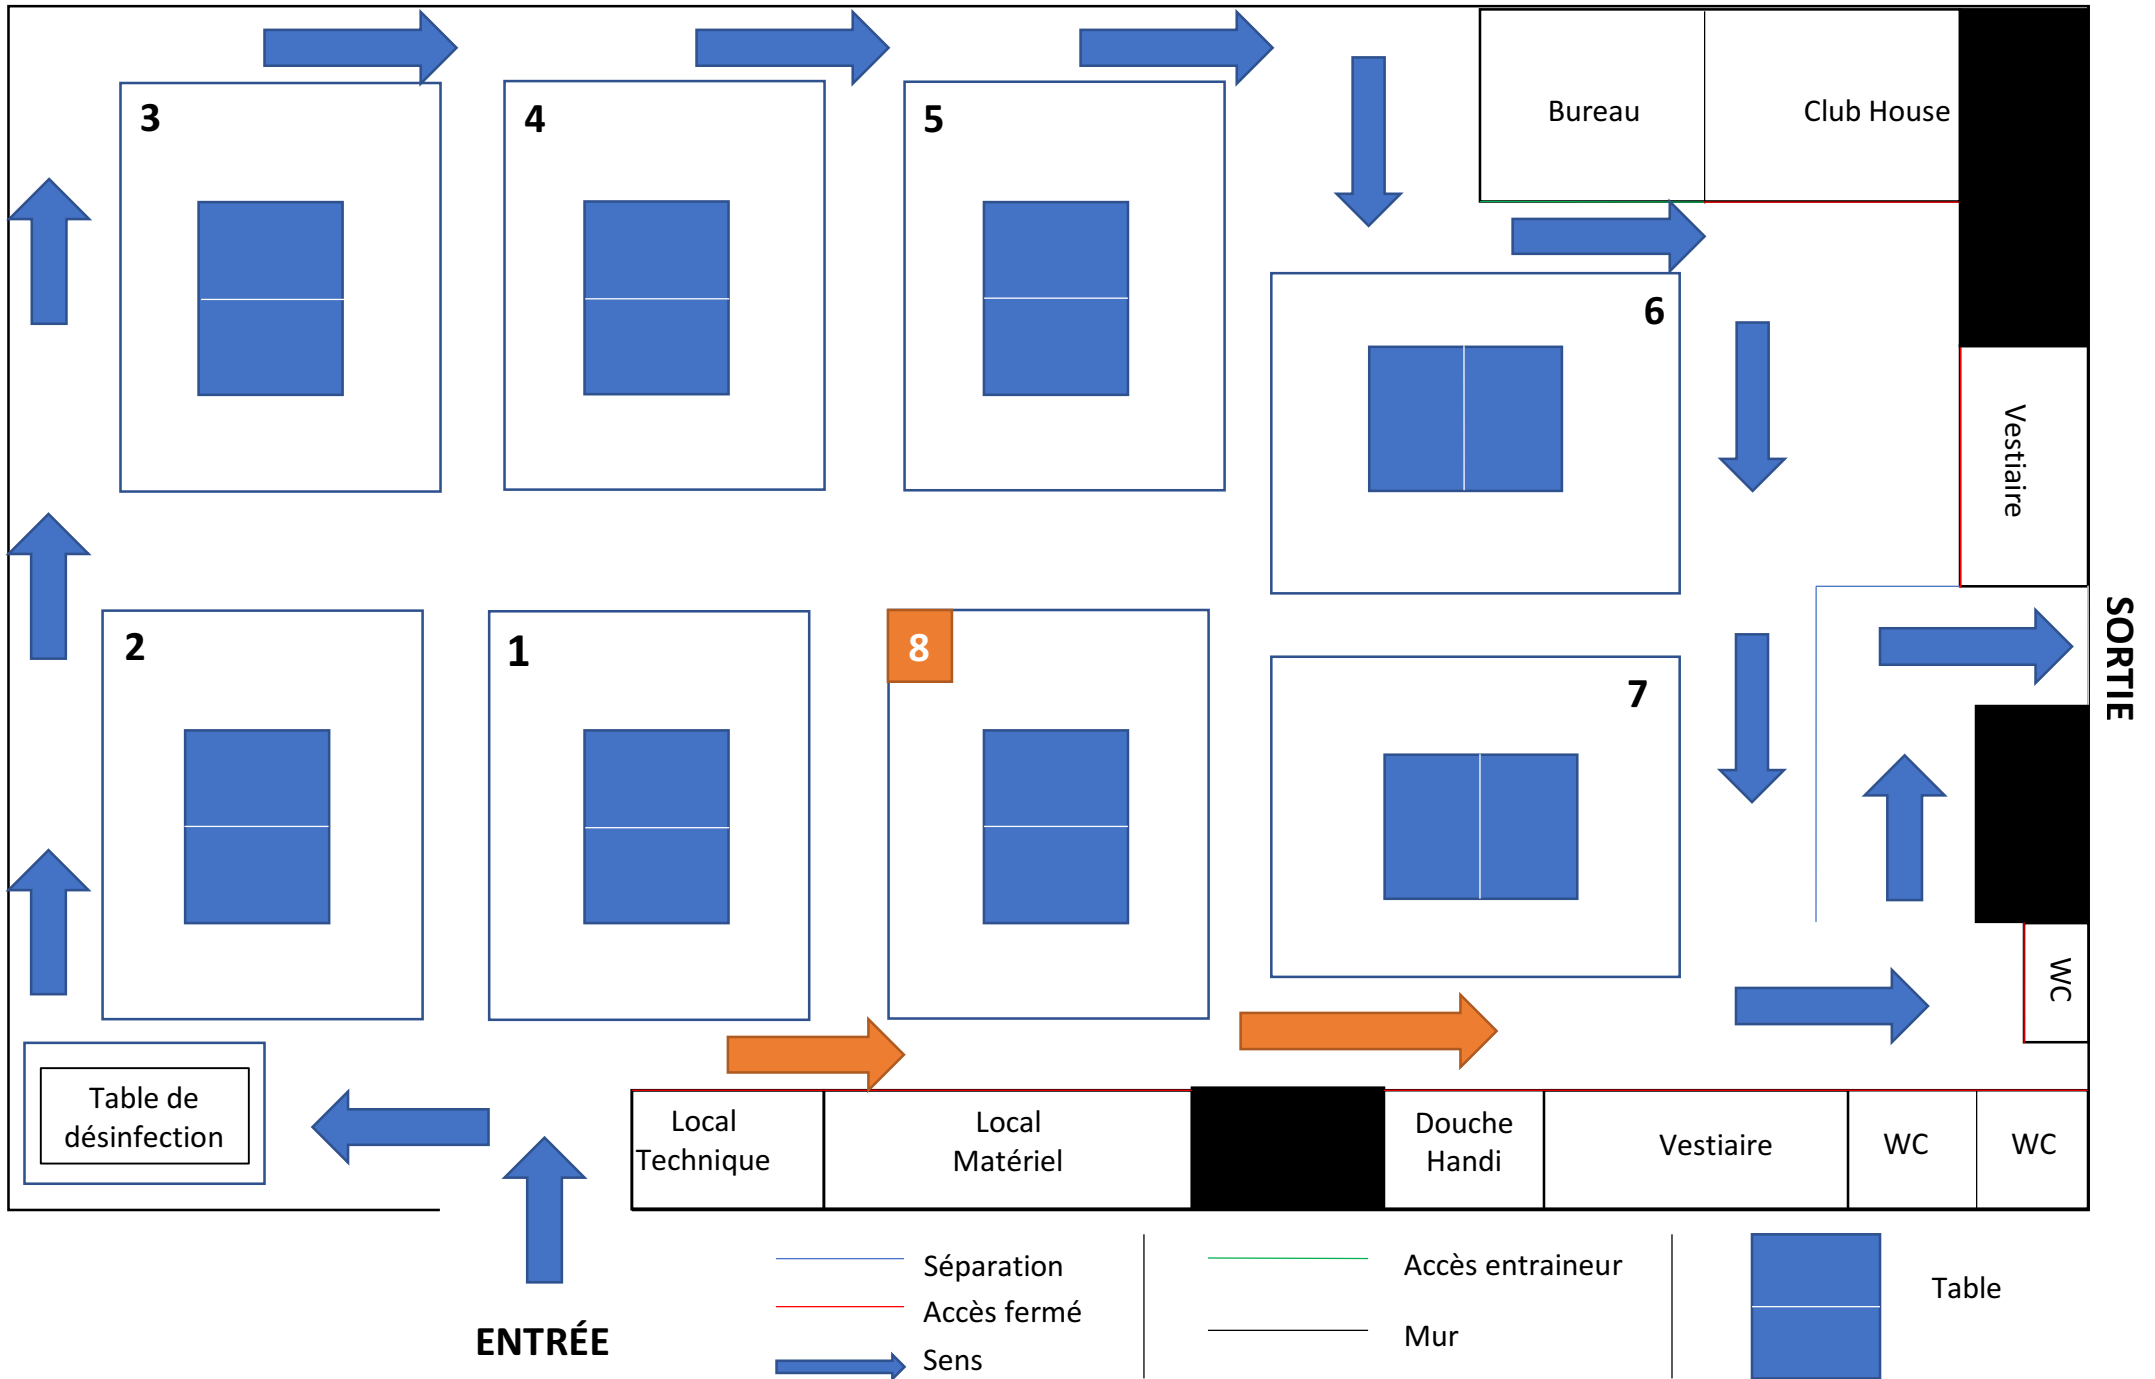 3
4
5
Bureau
Club House
6
Vestiaire
SORTIE
2
1
8
7
WC
Table de
désinfection
Local
Technique
Local
Matériel
Douche
Handi
Vestiaire
WC
WC
ENTRÉE
Séparation
Accès fermé
Sens
Accès entraineur
Mur
Table